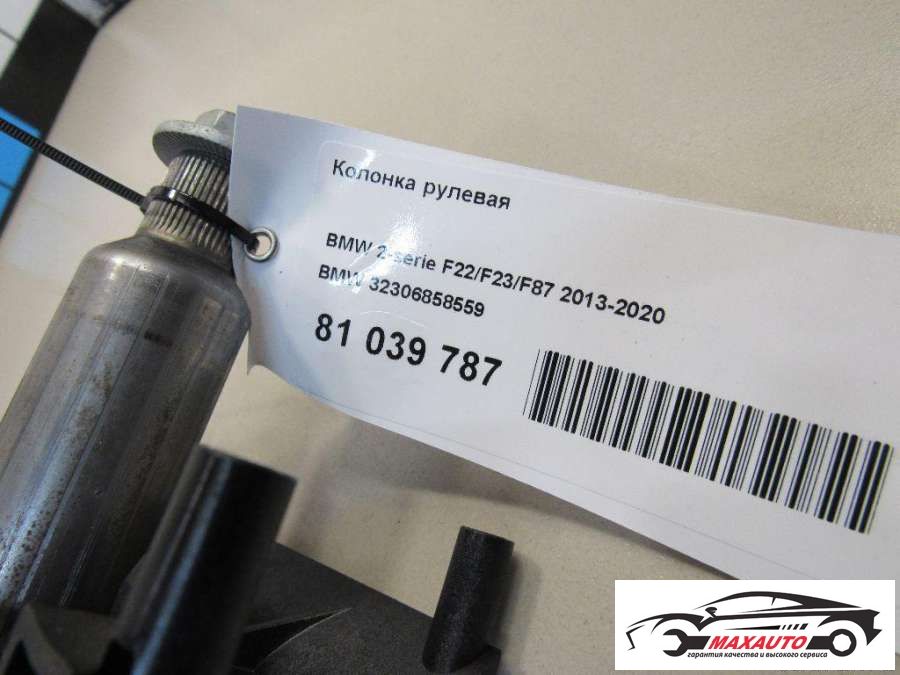 Колонка рулевая
BMW 2-serie F22/F23/F87 2013-2020
BMW 32306858559
81 039 787
MAXAUTO
гарантия качества и высокого сервиса